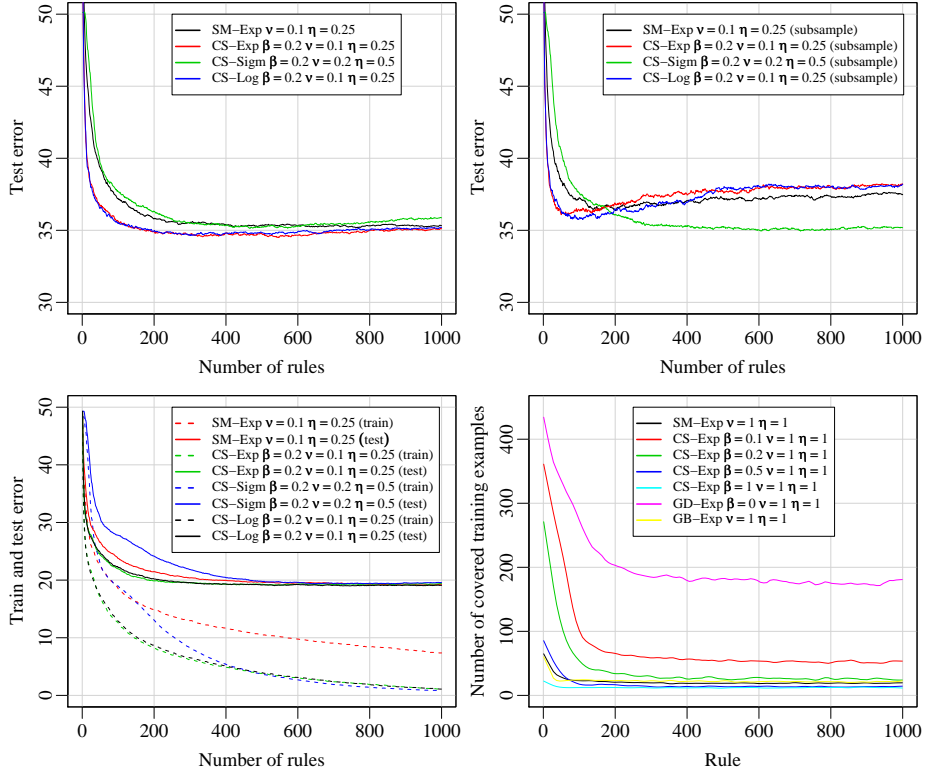 SM−Exp ν = 0.1 η = 0.25
CS−Exp β = 0.2 ν = 0.1 η = 0.25
CS−Sigm β = 0.2 ν = 0.2 η = 0.5
CS−Log β = 0.2 ν = 0.1 η = 0.25
30 35 40 45 50
Test error
0 200 400 600 800 1000
Number of rules
SM−Exp ν = 0.1 η = 0.25 (subsample)
CS−Exp β = 0.2 ν = 0.1 η = 0.25 (subsample)
CS−Sigm β = 0.2 ν = 0.2 η = 0.5 (subsample)
CS−Log β = 0.2 ν = 0.1 η = 0.25 (subsample)
30 35 40 45 50
Test error
0 200 400 600 800 1000
Number of rules
SM−Exp ν = 0.1 η = 0.25 (train)
SM−Exp ν = 0.1 η = 0.25 (test)
CS−Exp β = 0.2 ν = 0.1 η = 0.25 (train)
CS−Exp β = 0.2 ν = 0.1 η = 0.25 (test)
CS−Sigm β = 0.2 ν = 0.2 η = 0.5 (train)
CS−Sigm β = 0.2 ν = 0.2 η = 0.5 (test)
CS−Log β = 0.2 ν = 0.1 η = 0.25 (train)
CS−Log β = 0.2 ν = 0.1 η = 0.25 (test)
0 10 20 30 40 50
Train and test error
0 200 400 600 800 1000
Number of rules
SM−Exp ν = 1 η = 1
CS−Exp β = 0.1 ν = 1 η = 1
CS−Exp β = 0.2 ν = 1 η = 1
CS−Exp β = 0.5 ν = 1 η = 1
CS−Exp β = 1 ν = 1 η = 1
GD−Exp β = 0 ν = 1 η = 1
GB−Exp ν = 1 η = 1
0 100 200 300 400
Number of covered training examples
0 200 400 600 800 1000
Rule